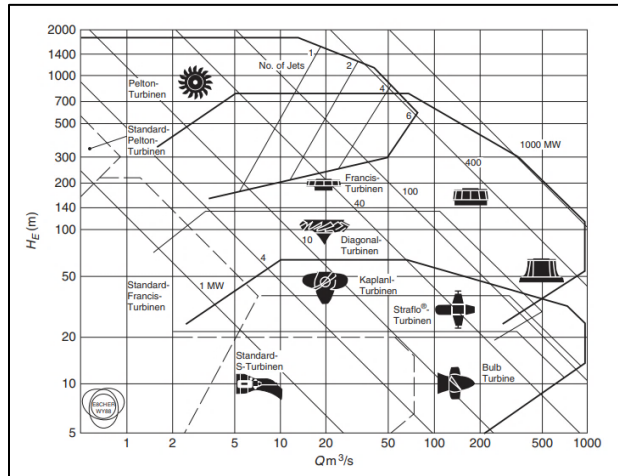 2000
1400
1000
700
500
300
200
140
100
50
20
10
5
H_E (m)
No. of Jets
1
2
4
6
Pelton-
Turbinen
Standard-
Pelton-
Turbinen
1000 MW
400
100
40
10
4
1 MW
Francis-
Turbinen
Diagonal-
Turbinen
Kaplanl-
Turbinen
Standard-
Francis-
Turbinen
Straflo®-
Turbinen
Standard-
S-Turbinen
Bulb
Turbine
ESCHER
WYSS
1
2
5
10
20
50
100
200
500
1000
Qm³/s